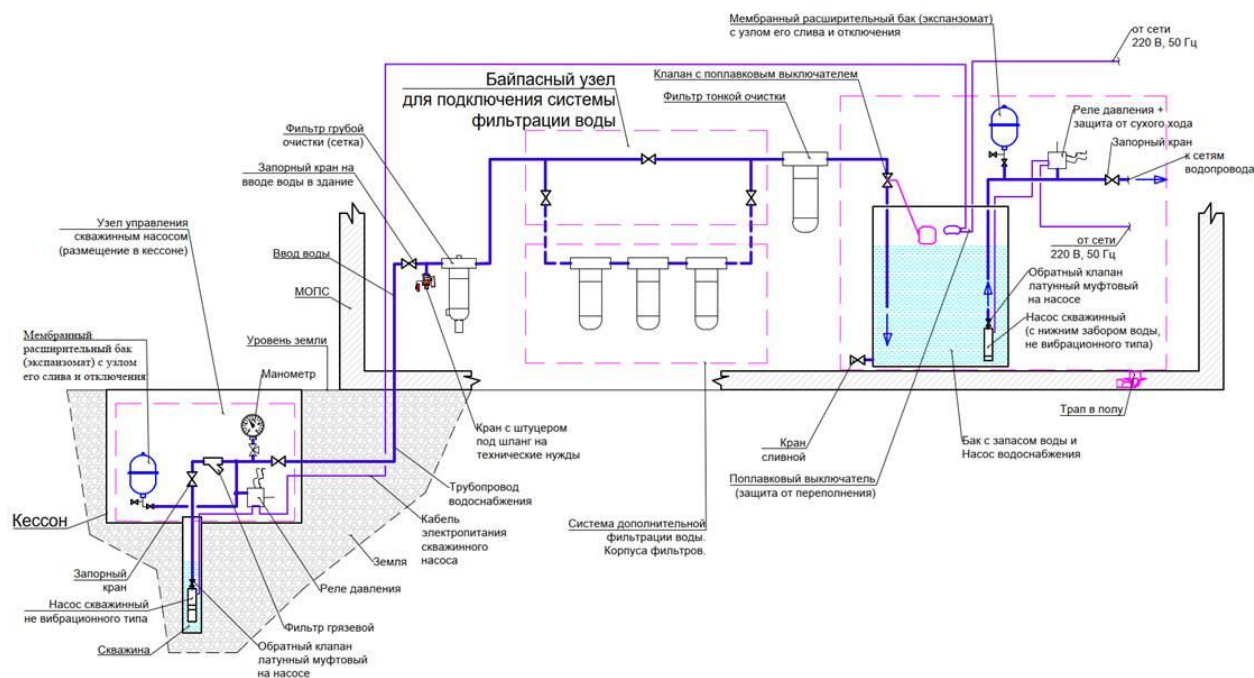 Мембранный расширительный бак (экспанзомат)
с узлом его слива и отключения
от сети
220 В, 50 Гц
Байпасный узел
для подключения системы
фильтрации воды
Клапан с поплавковым выключателем
Фильтр тонкой очистки
Реле давления +
защита от сухого хода
Запорный кран
к сетям
водопровода
Фильтр грубой
очистки (сетка)
Запорный кран на
вводе воды в здание
Узел управления
скважинным насосом
(размещение в кессоне)
Ввод воды
МОПС
от сети
220 В, 50 Гц
Обратный клапан
латунный муфтовый
на насосе
Насос скважинный
(с нижним забором воды,
не вибрационного типа)
Мембранный
расширительный бак
(экспанзомат) с узлом
его слива и отключения
Уровень земли
Манометр
Трап в полу
Кран с штуцером
под шланг на
технические нужды
Кран
сливной
Бак с запасом воды и
Насос водоснабжения
Поплавковый выключатель
(защита от переполнения)
Трубопровод
водоснабжения
Кессон
Кабель
электропитания
скважинного
насоса
Система дополнительной
фильтрации воды.
Корпуса фильтров.
Земля
Запорный
кран
Реле давления
Насос скважинный
не вибрационного типа
Фильтр грязевой
Скважина
Обратный клапан
латунный муфтовый
на насосе